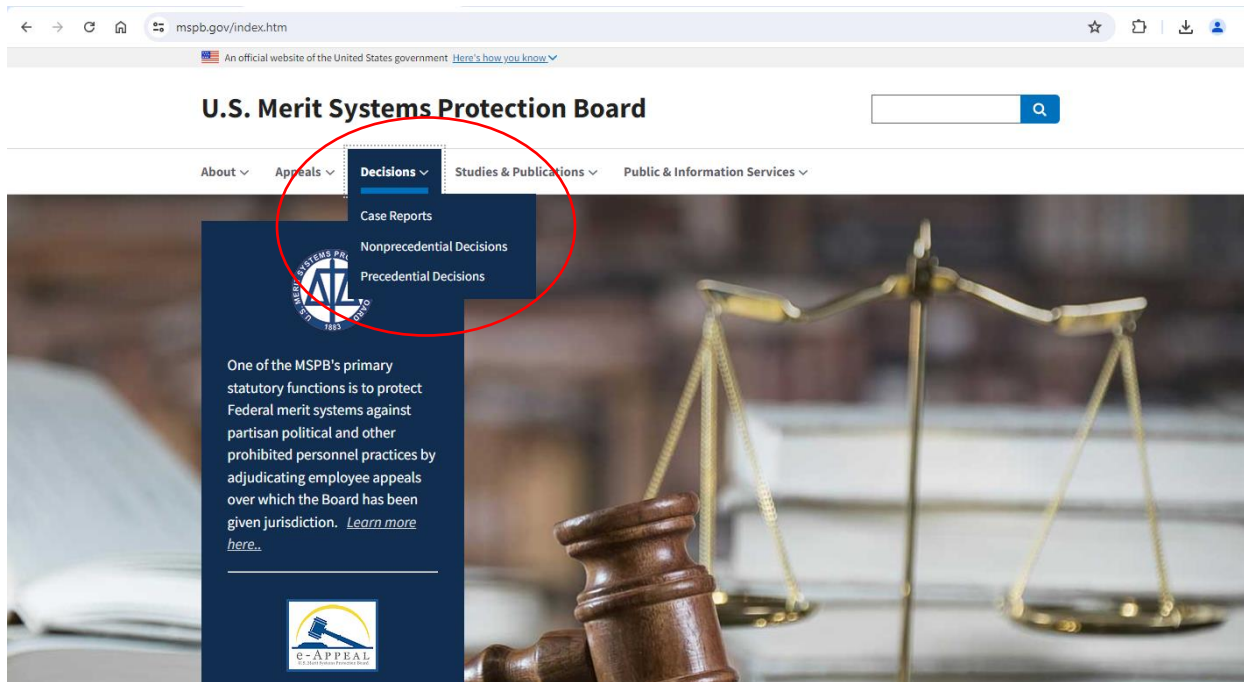 mspb.gov/index.htm
An official website of the United States government Here's how you know
U.S. Merit Systems Protection Board
About Appeals Decisions Studies & Publications Public & Information Services
Case Reports
Nonprecedential Decisions
Precedential Decisions
U.S. MERIT SYSTEMS PRO BOARD
1883
One of the MSPB's primary
statutory functions is to protect
Federal merit systems against
partisan political and other
prohibited personnel practices by
adjudicating employee appeals
over which the Board has been
given jurisdiction. Learn more
here..
e-APPEAL
U.S. Merit Systems Protection Board